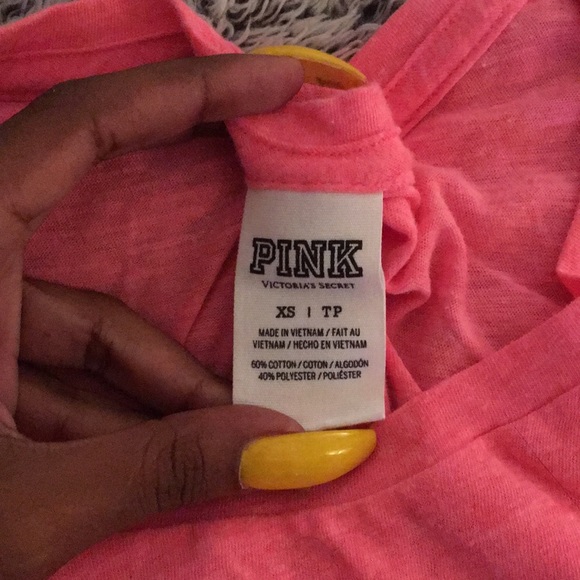 PINK
VICTORIA'S SECRET
XS | TP
MADE IN VIETNAM / FAIT AU
VIETNAM / HECHO EN VIETNAM
60% COTTON / COTON / ALGODÓN
40% POLYESTER / POLIÉSTER